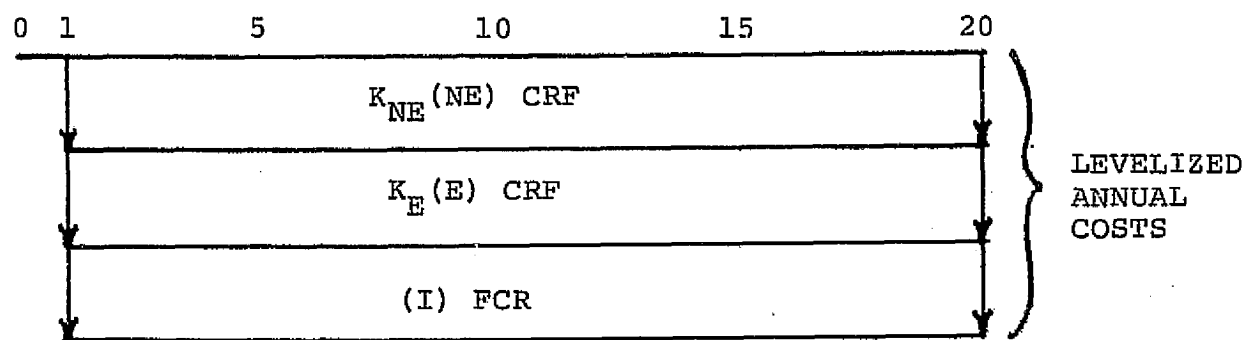 0 1 5 10 15 20
K_NE(NE) CRF
K_E(E) CRF
(I) FCR
LEVELIZED
ANNUAL
COSTS